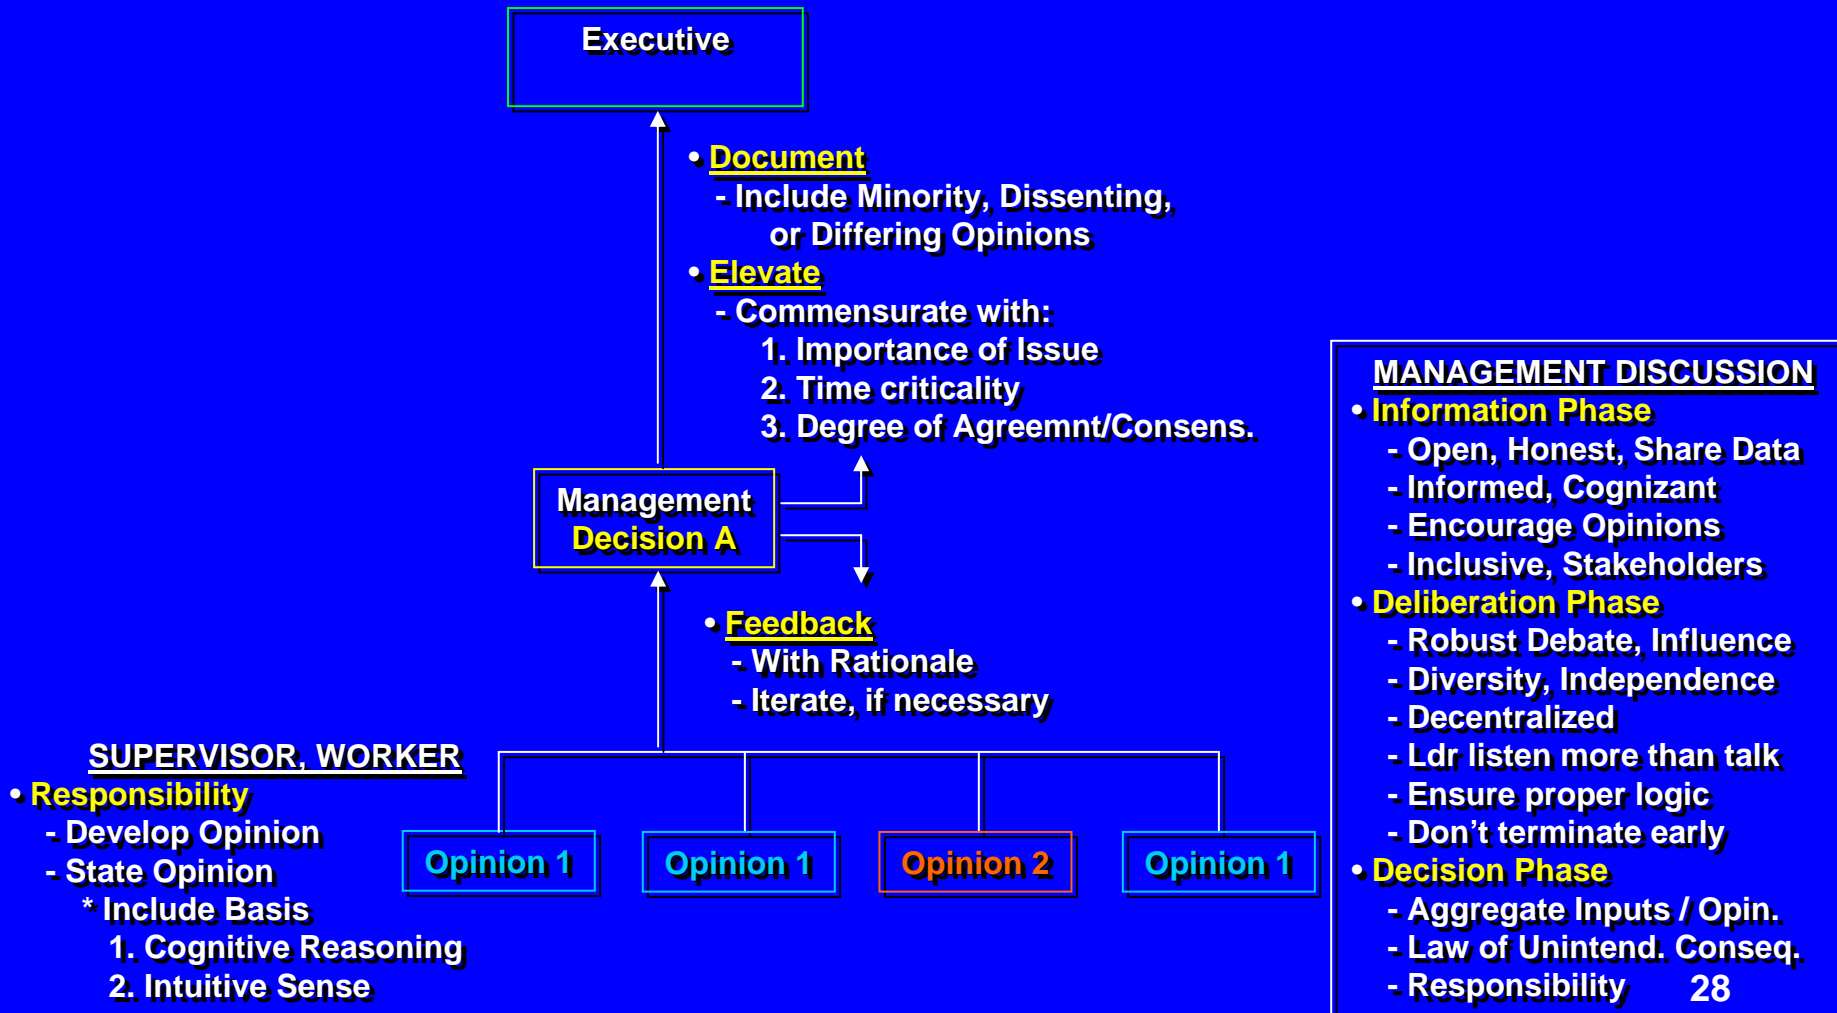 Executive
• Document
- Include Minority, Dissenting,
or Differing Opinions
• Elevate
- Commensurate with:
1. Importance of Issue
2. Time criticality
3. Degree of Agreemnt/Consens.
Management
Decision A
• Feedback
- With Rationale
- Iterate, if necessary
SUPERVISOR, WORKER
• Responsibility
- Develop Opinion
- State Opinion
* Include Basis
1. Cognitive Reasoning
2. Intuitive Sense
Opinion 1
Opinion 1
Opinion 2
Opinion 1
MANAGEMENT DISCUSSION
• Information Phase
- Open, Honest, Share Data
- Informed, Cognizant
- Encourage Opinions
- Inclusive, Stakeholders
• Deliberation Phase
- Robust Debate, Influence
- Diversity, Independence
- Decentralized
- Ldr listen more than talk
- Ensure proper logic
- Don’t terminate early
• Decision Phase
- Aggregate Inputs / Opin.
- Law of Unintend. Conseq.
- Responsibility
28